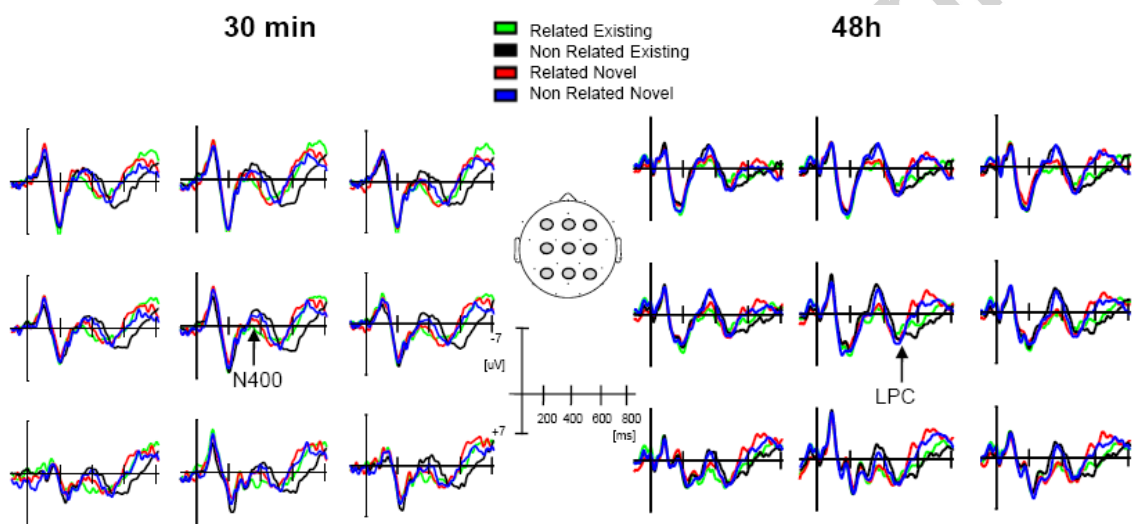 30 min
Related Existing
Non Related Existing
Related Novel
Non Related Novel
48h
N400
-7
[uV]
+7
200 400 600 800
[ms]
LPC